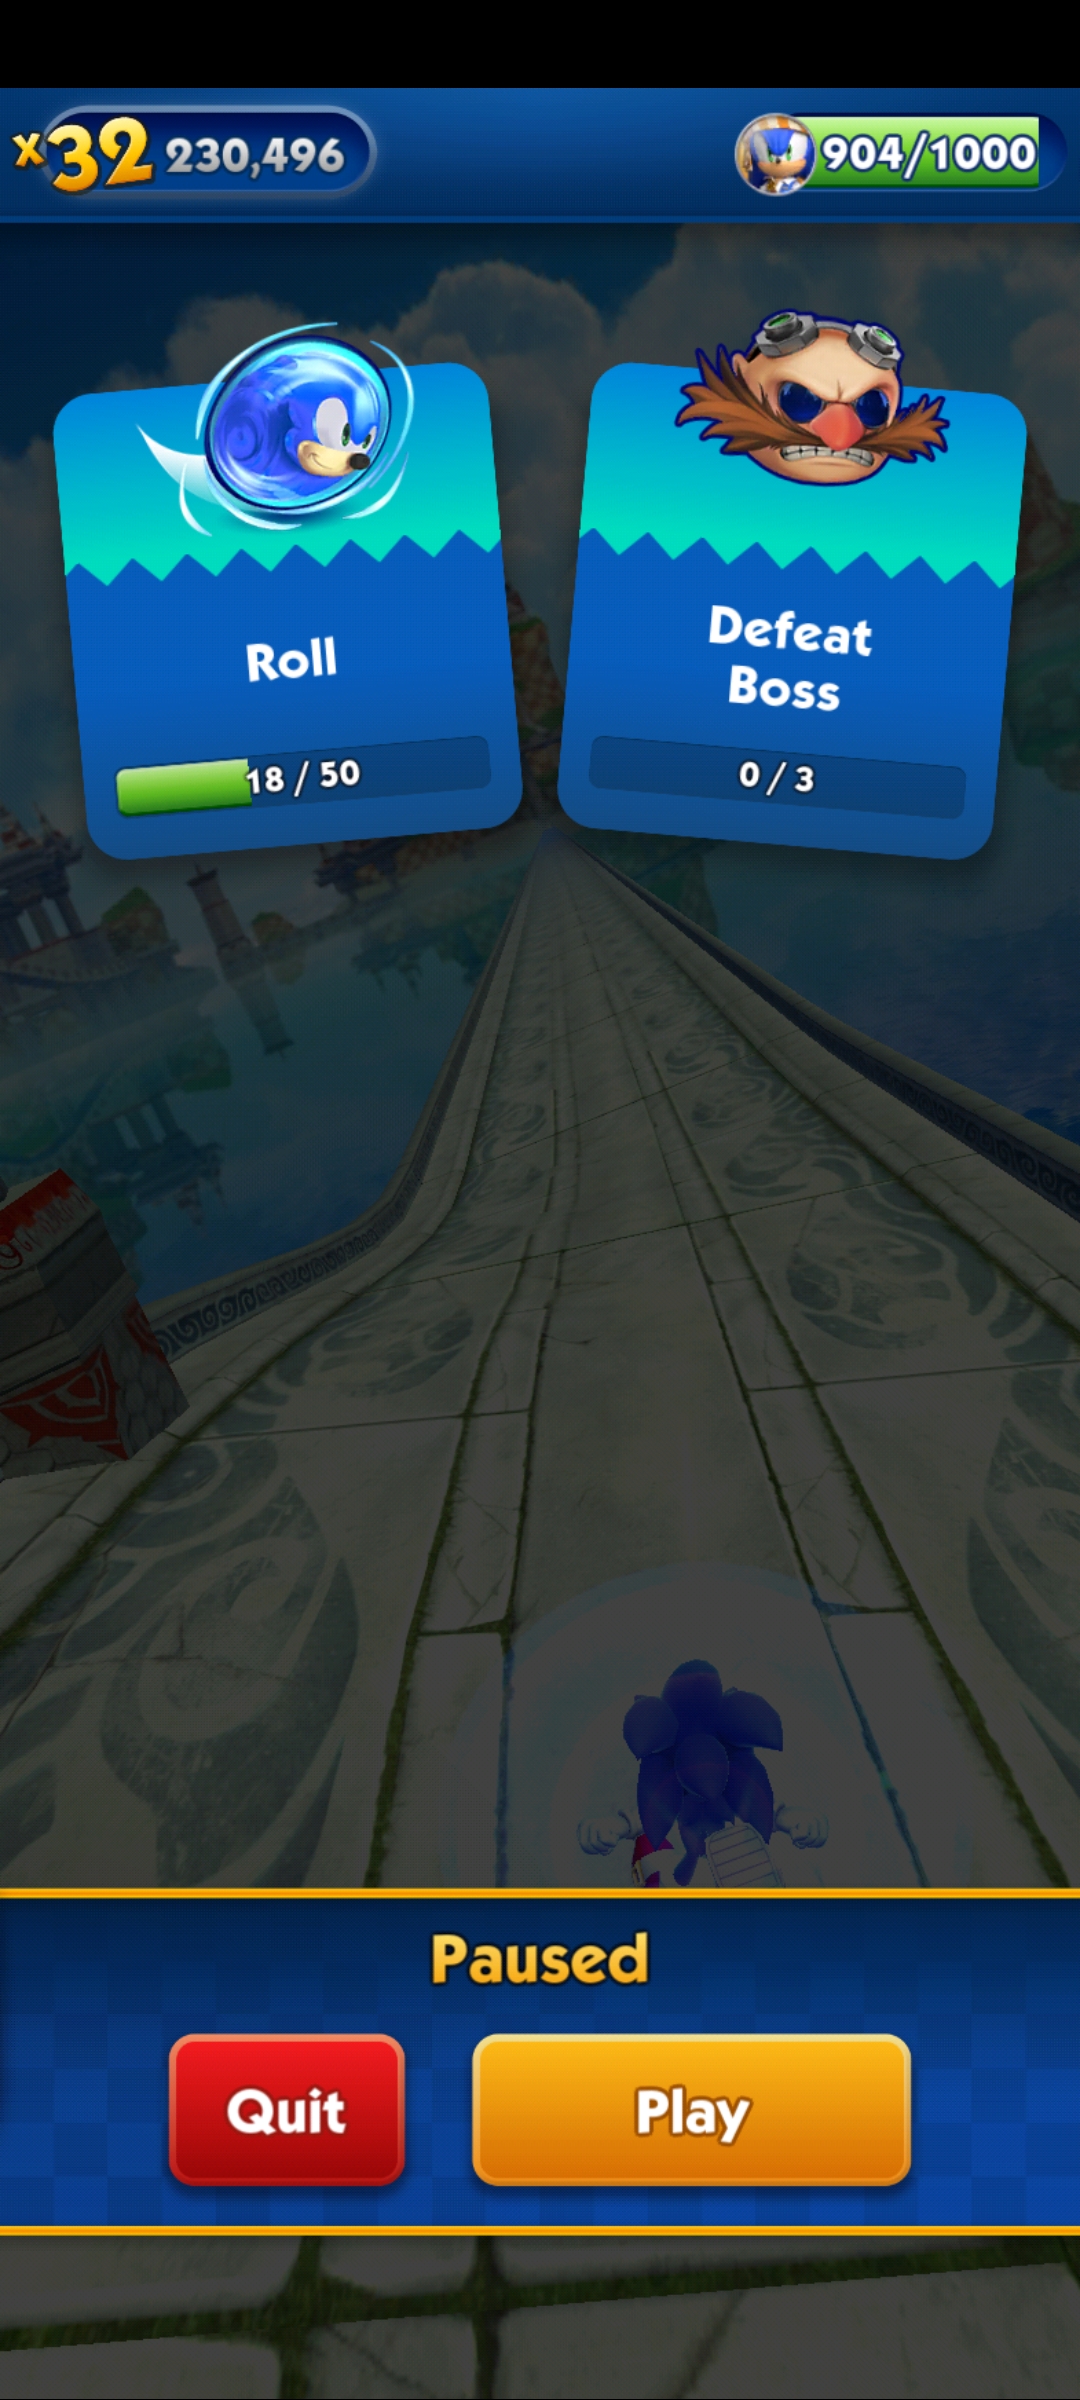 x32 230,496
904/1000
Roll
18 / 50
Defeat
Boss
0 / 3
Paused
Quit
Play